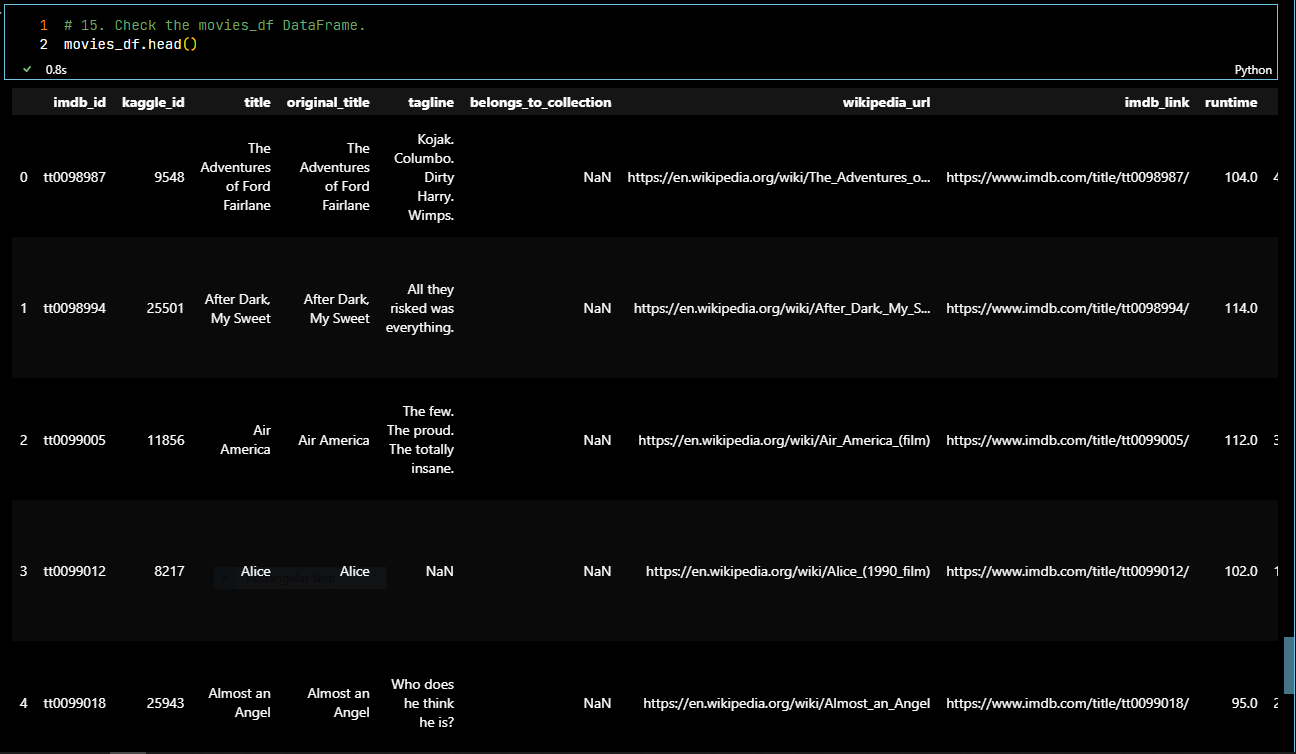 1 # 15. Check the movies_df DataFrame.
2 movies_df.head()
✓ 0.8s Python
imdb_id kaggle_id title original_title tagline belongs_to_collection wikipedia_url imdb_link runtime
0 tt0098987 9548 The Adventures of Ford Fairlane The Adventures of Ford Fairlane Kojak. Columbo. Dirty Harry. Wimps. NaN https://en.wikipedia.org/wiki/The_Adventures_o... https://www.imdb.com/title/tt0098987/ 104.0 4
1 tt0098994 25501 After Dark, My Sweet After Dark, My Sweet All they risked was everything. NaN https://en.wikipedia.org/wiki/After_Dark,_My_S... https://www.imdb.com/title/tt0098994/ 114.0
2 tt0099005 11856 Air America Air America The few. The proud. The totally insane. NaN https://en.wikipedia.org/wiki/Air_America_(film) https://www.imdb.com/title/tt0099005/ 112.0 3
3 tt0099012 8217 Alice Alice NaN NaN https://en.wikipedia.org/wiki/Alice_(1990_film) https://www.imdb.com/title/tt0099012/ 102.0 1
4 tt0099018 25943 Almost an Angel Almost an Angel Who does he think he is? NaN https://en.wikipedia.org/wiki/Almost_an_Angel https://www.imdb.com/title/tt0099018/ 95.0 2